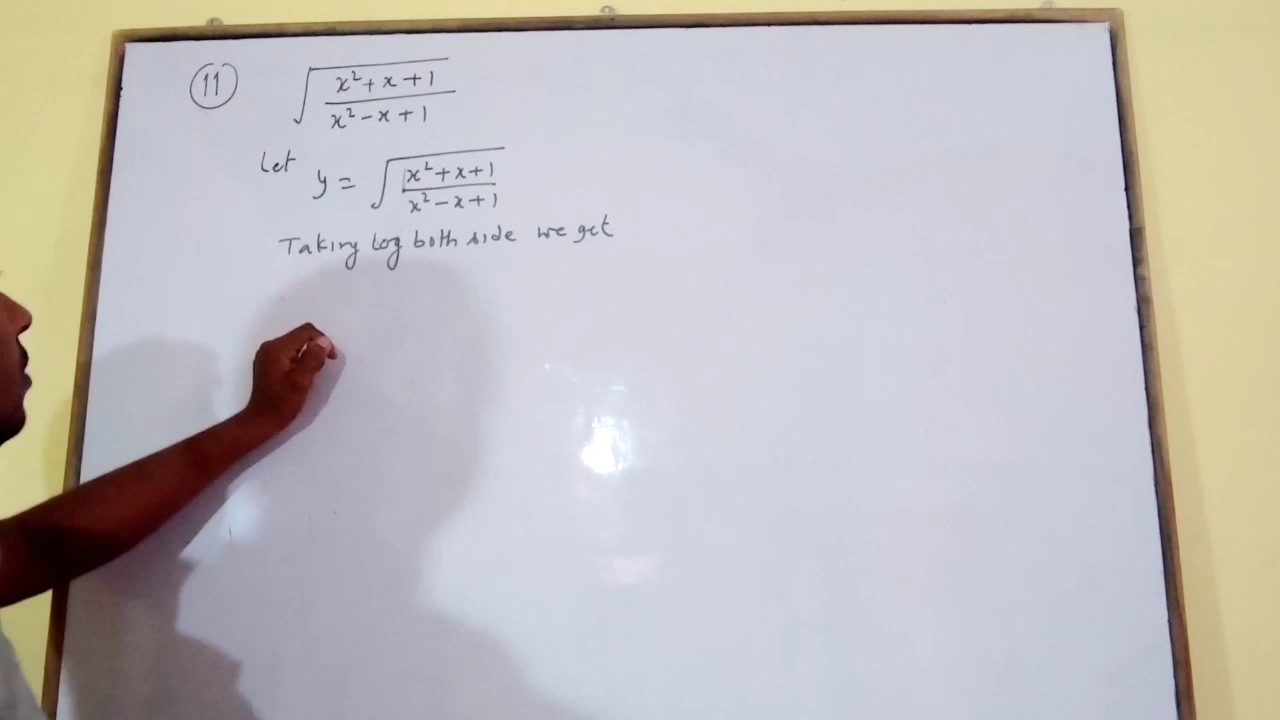 11 √((x²+x+1)/(x²-x+1))
Let y = √((x²+x+1)/(x²-x+1))
Taking log both side we get